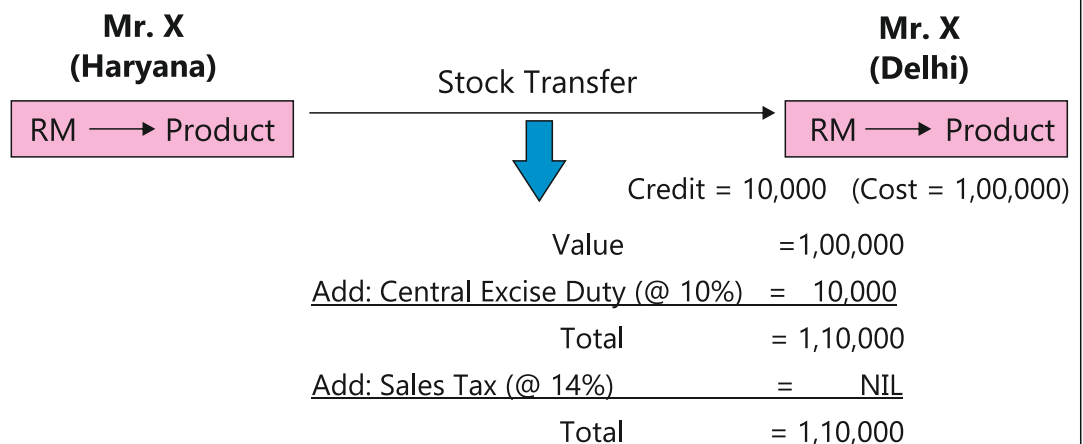 Mr. X
(Haryana)
Mr. X
(Delhi)
Stock Transfer
RM → Product
RM → Product
Credit = 10,000 (Cost = 1,00,000)
Value =1,00,000
Add: Central Excise Duty (@ 10%) = 10,000
Total = 1,10,000
Add: Sales Tax (@ 14%) = NIL
Total = 1,10,000